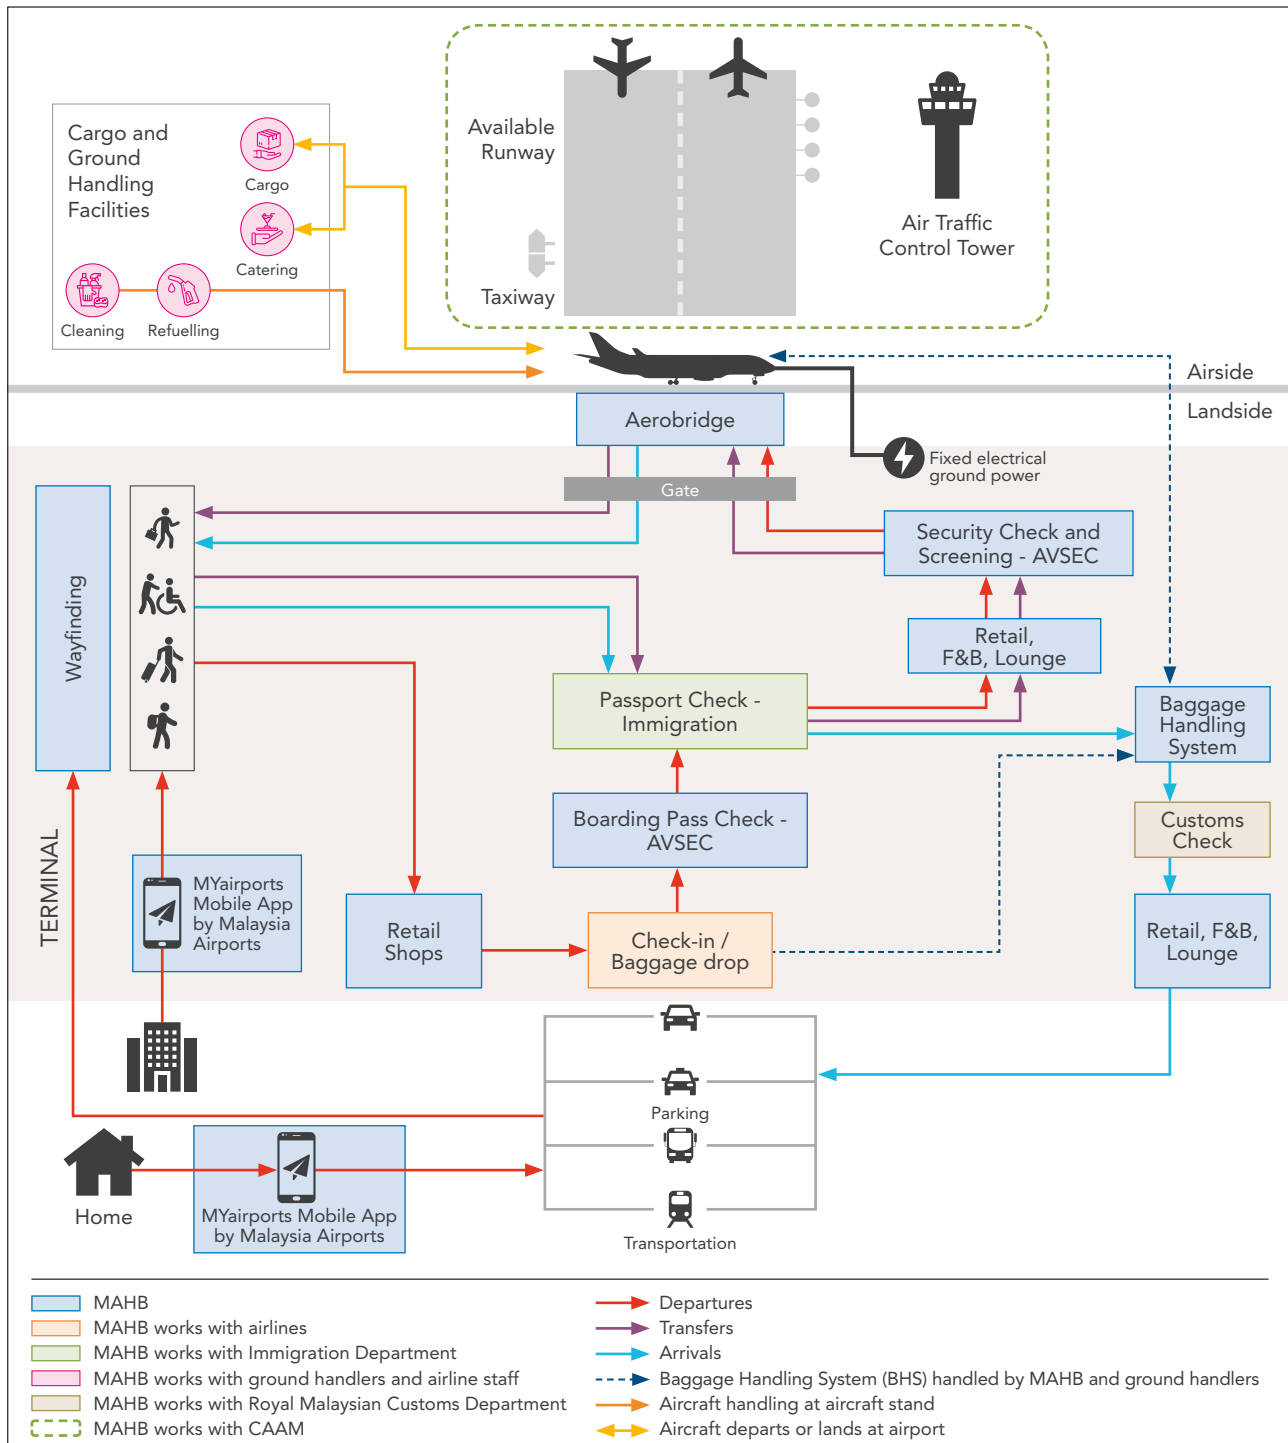 Cargo and
Ground
Handling
Facilities
Cargo
Catering
Cleaning
Refuelling
Available
Runway
Taxiway
Air Traffic
Control Tower
Airside
Landside
Aerobridge
Fixed electrical
ground power
Gate
Security Check and
Screening - AVSEC
Wayfinding
Retail,
F&B, Lounge
Passport Check -
Immigration
Baggage
Handling
System
Boarding Pass Check -
AVSEC
Customs
Check
TERMINAL
MYairports
Mobile App
by Malaysia
Airports
Retail
Shops
Check-in /
Baggage drop
Retail, F&B,
Lounge
Parking
Home
MYairports Mobile App
by Malaysia Airports
Transportation
MAHB
MAHB works with airlines
MAHB works with Immigration Department
MAHB works with ground handlers and airline staff
MAHB works with Royal Malaysian Customs Department
MAHB works with CAAM
Departures
Transfers
Arrivals
Baggage Handling System (BHS) handled by MAHB and ground handlers
Aircraft handling at aircraft stand
Aircraft departs or lands at airport